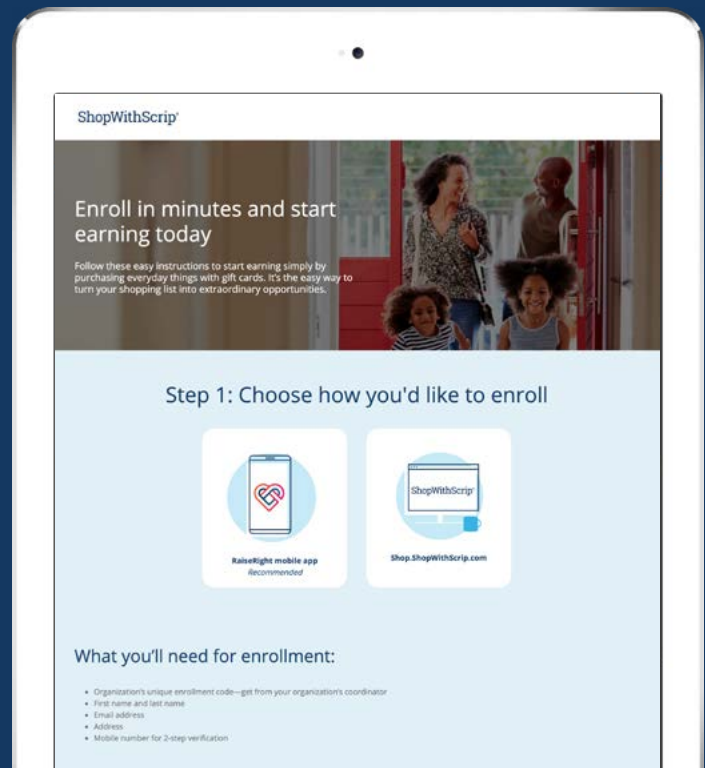 ShopWithScrip®
Enroll in minutes and start
earning today
Follow these easy instructions to start earning simply by
purchasing everyday things with gift cards. It's the easy way to
turn your shopping list into extraordinary opportunities.
Step 1: Choose how you'd like to enroll
ShopWithScrip®
RaiseRight mobile app
Recommended
Shop.ShopWithScrip.com
What you'll need for enrollment:
• Organization's unique enrollment code—get from your organization's coordinator
• First name and last name
• Email address
• Address
• Mobile number for 2-step verification